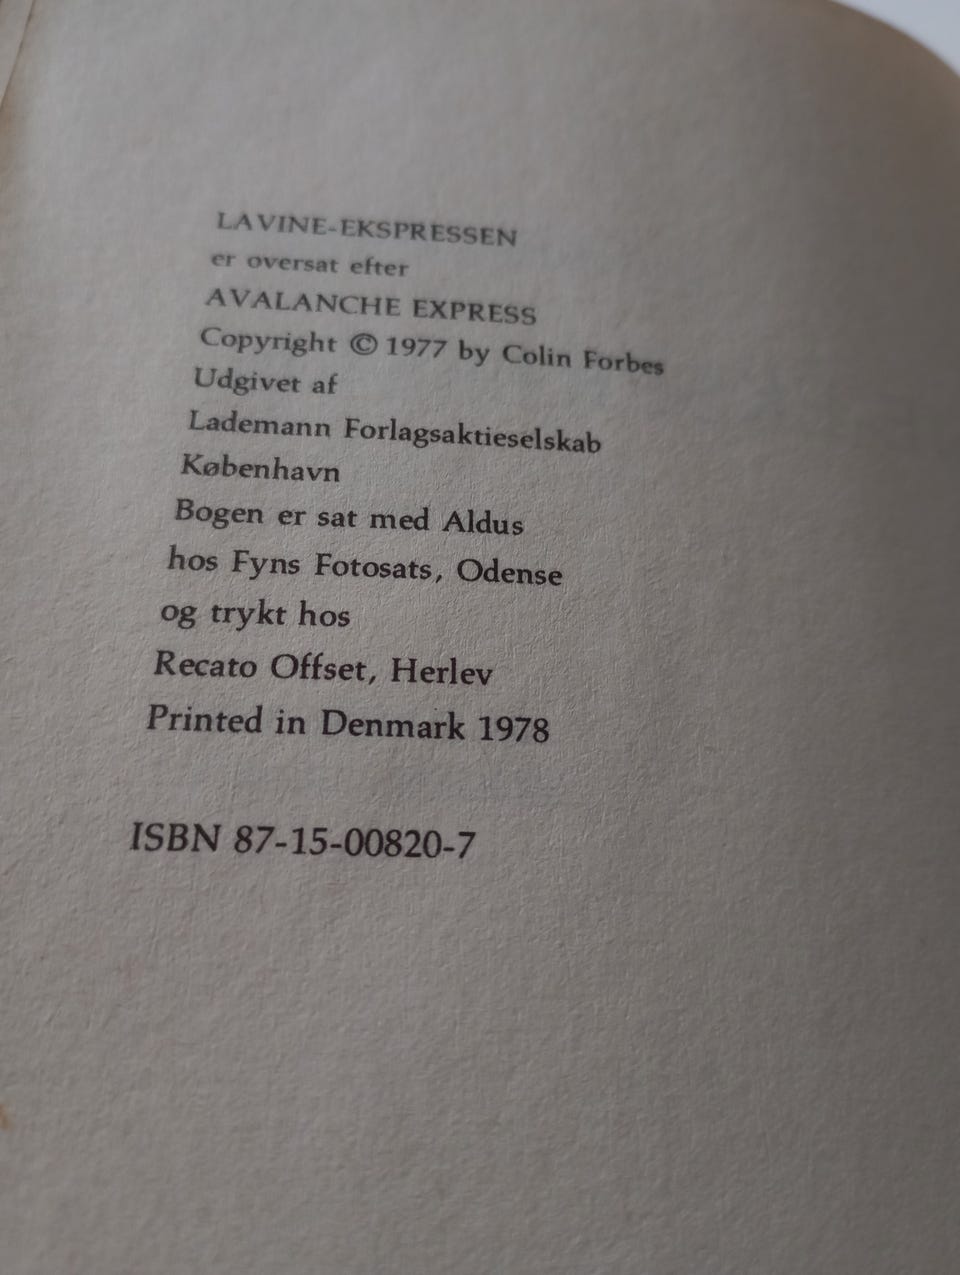 LAVINE-EKSPRESSEN
er oversat efter
AVALANCHE EXPRESS
Copyright © 1977 by Colin Forbes
Udgivet af
Lademann Forlagsaktieselskab
København
Bogen er sat med Aldus
hos Fyns Fotosats, Odense
og trykt hos
Recato Offset, Herlev
Printed in Denmark 1978
ISBN 87-15-00820-7